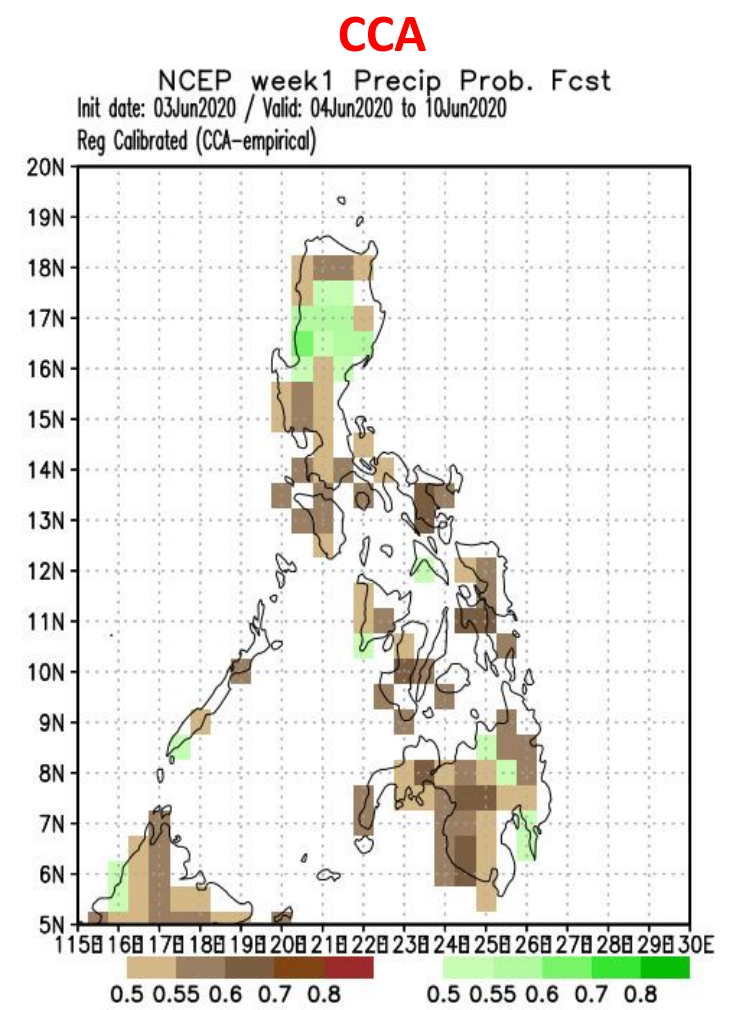 CCA
NCEP week1 Precip Prob. Fcst
Init date: 03Jun2020 / Valid: 04Jun2020 to 10Jun2020
Reg Calibrated (CCA-empirical)
20N
19N
18N
17N
16N
15N
14N
13N
12N
11N
10N
9N
8N
7N
6N
5N
115E 116E 117E 118E 119E 120E 121E 122E 123E 124E 125E 126E 127E 128E 129E 130E
0.5 0.55 0.6 0.7 0.8 0.5 0.55 0.6 0.7 0.8